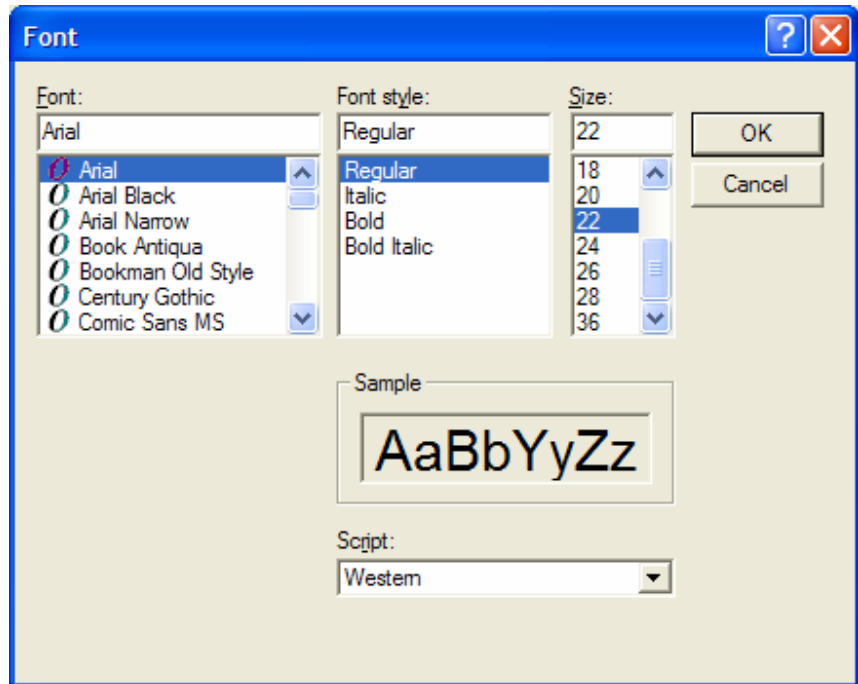 Font
Font:
Arial
Arial
Arial Black
Arial Narrow
Book Antiqua
Bookman Old Style
Century Gothic
Comic Sans MS
Font style:
Regular
Regular
Italic
Bold
Bold Italic
Size:
22
18
20
22
24
26
28
36
OK
Cancel
Sample
AaBbYyZz
Script:
Western